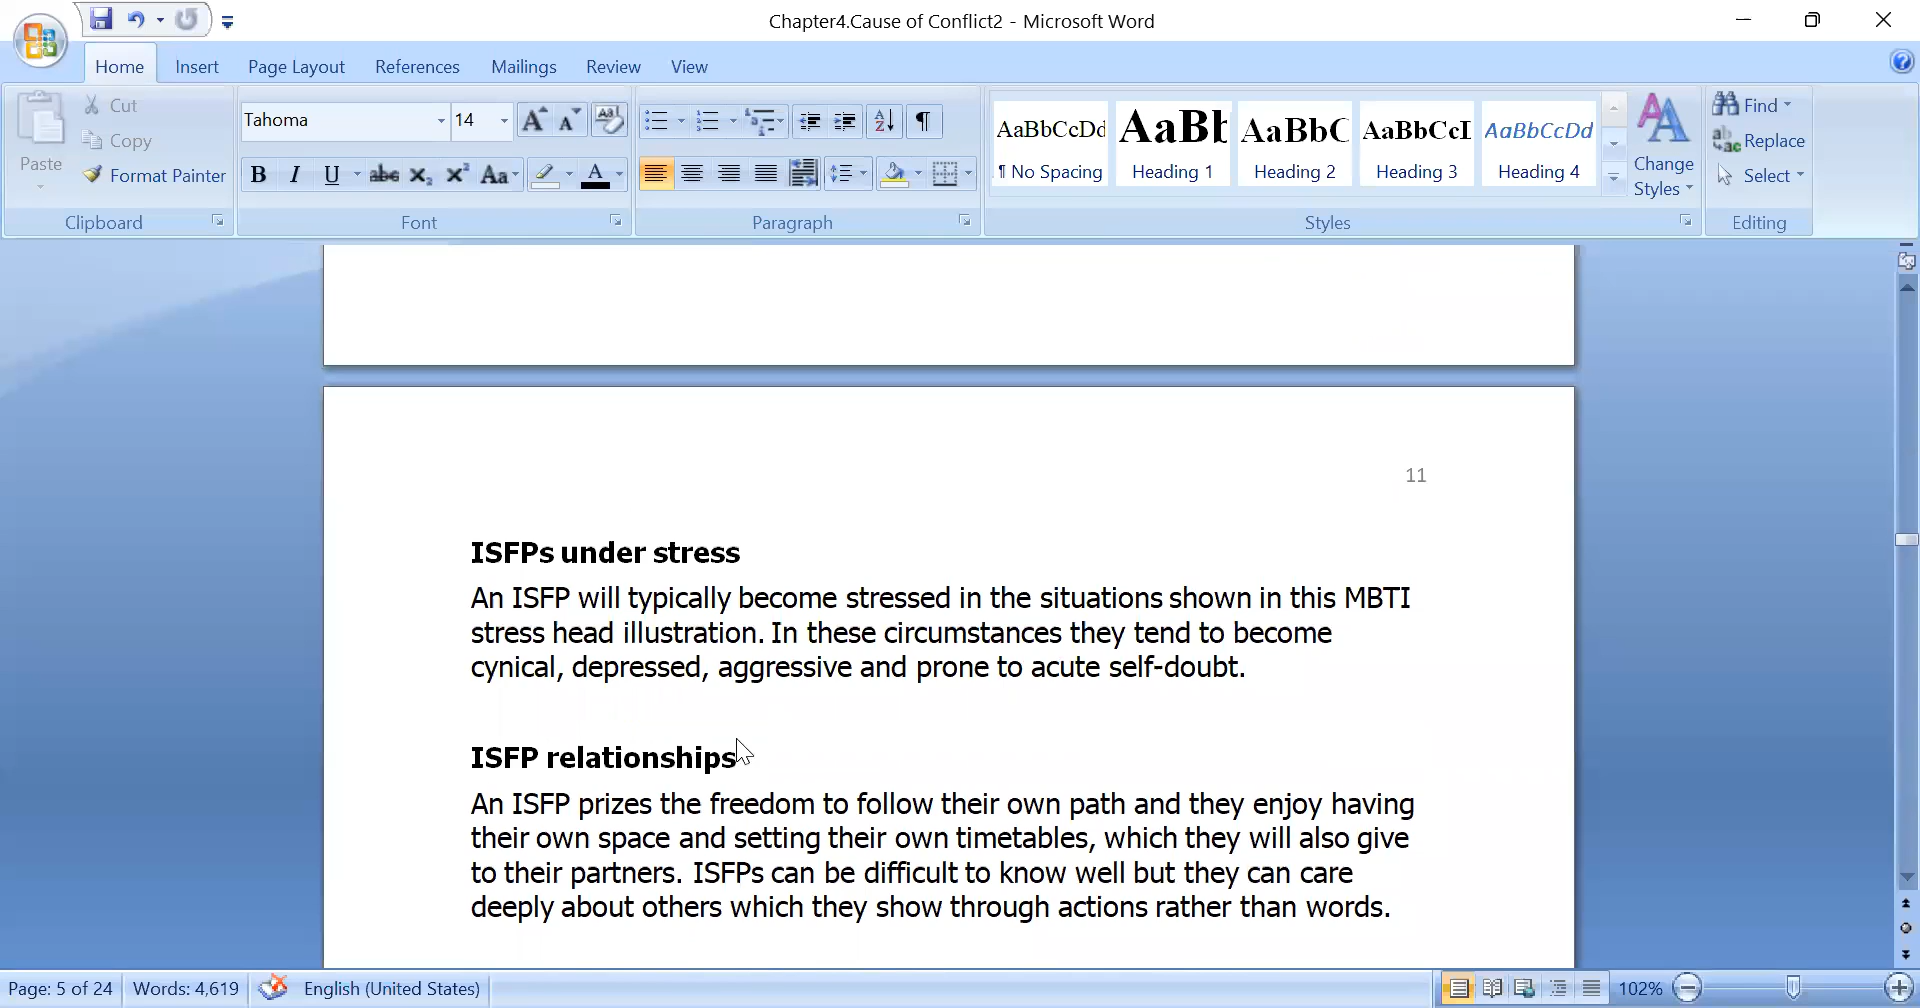 Chapter4.Cause of Conflict2 - Microsoft Word
Home Insert Page Layout References Mailings Review View
Paste
Cut
Copy
Format Painter
Clipboard
Tahoma 14
Font
Paragraph
AaBbCcDd AaBb AaBbC AaBbCcI AaBbCcDd
¶ No Spacing Heading 1 Heading 2 Heading 3 Heading 4
Change
Styles
Styles
Find
Replace
Select
Editing
11
ISFPs under stress
An ISFP will typically become stressed in the situations shown in this MBTI
stress head illustration. In these circumstances they tend to become
cynical, depressed, aggressive and prone to acute self-doubt.
ISFP relationships
An ISFP prizes the freedom to follow their own path and they enjoy having
their own space and setting their own timetables, which they will also give
to their partners. ISFPs can be difficult to know well but they can care
deeply about others which they show through actions rather than words.
Page: 5 of 24 Words: 4,619 English (United States) 102%